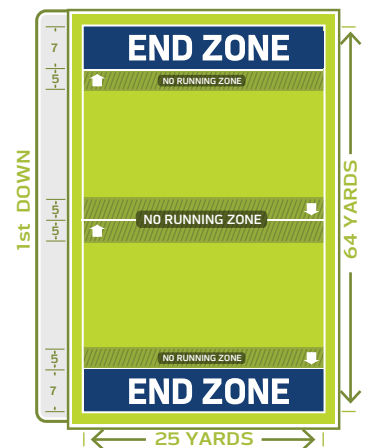 7
END ZONE
5
NO RUNNING ZONE
1st DOWN
5
NO RUNNING ZONE
5
64 YARDS
5
NO RUNNING ZONE
7
END ZONE
25 YARDS